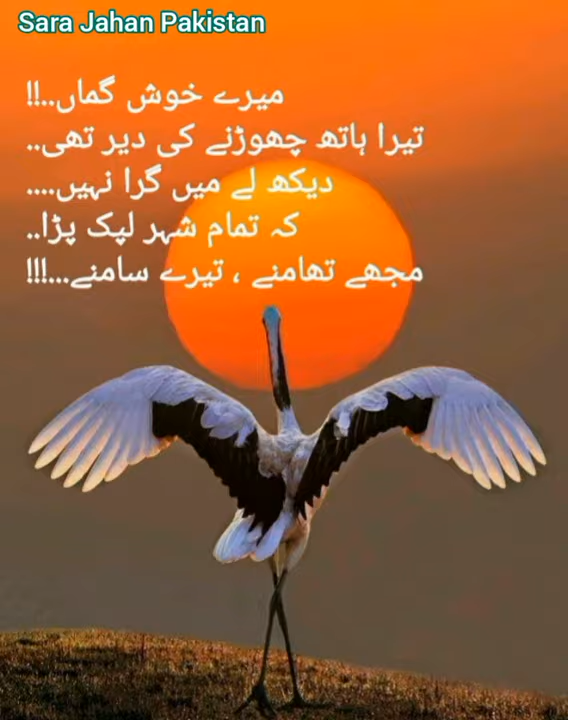 Sara Jahan Pakistan
میرے خوش گماں..!!
تیرا ہاتھ چھوڑنے کی دیر تھی..
دیکھ لے میں گرا نہیں....
کہ تمام شہر لپک پڑا..
مجھے تھامنے ، تیرے سامنے...!!!